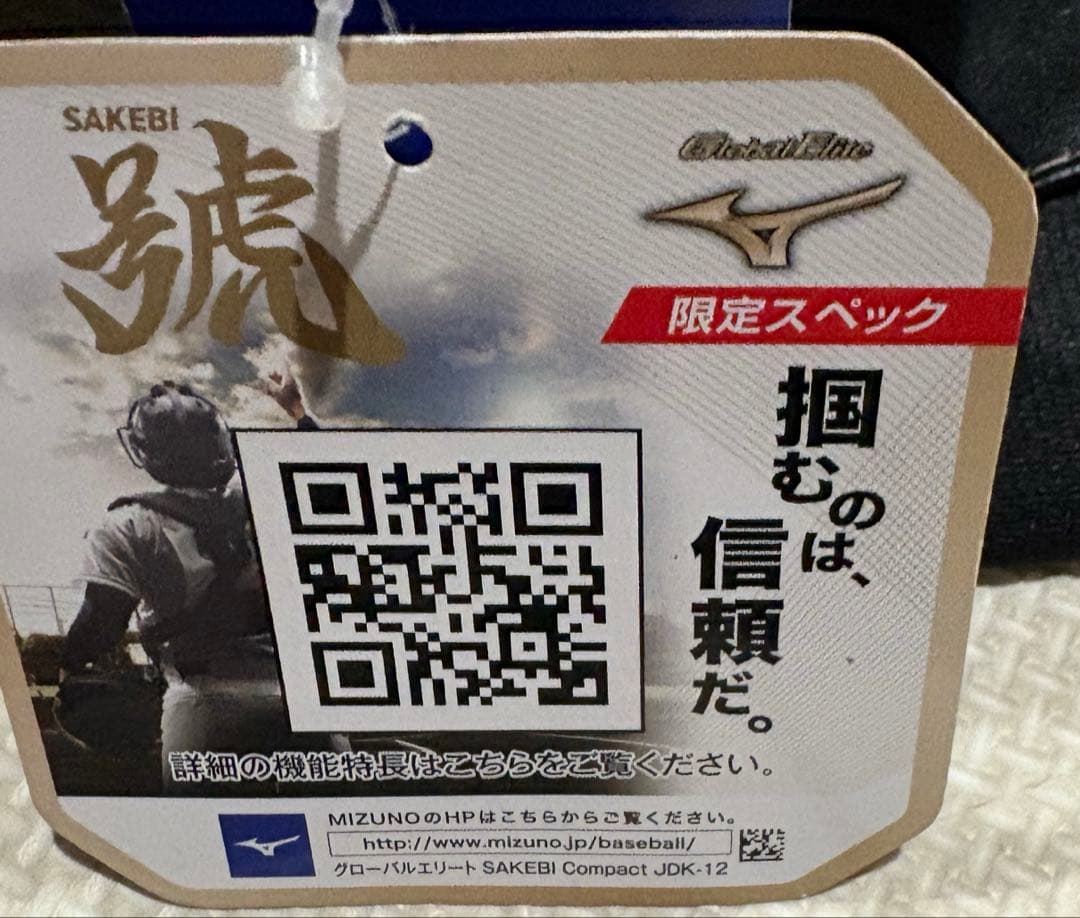 SAKEBI
號
Global Elite
限定スペック
掴むのは、
信頼だ。
詳細の機能特長はこちらをご覧ください。
MIZUNOのHPはこちらからご覧ください。
http://www.mizuno.jp/baseball/
グローバルエリート SAKEBI Compact JDK-12